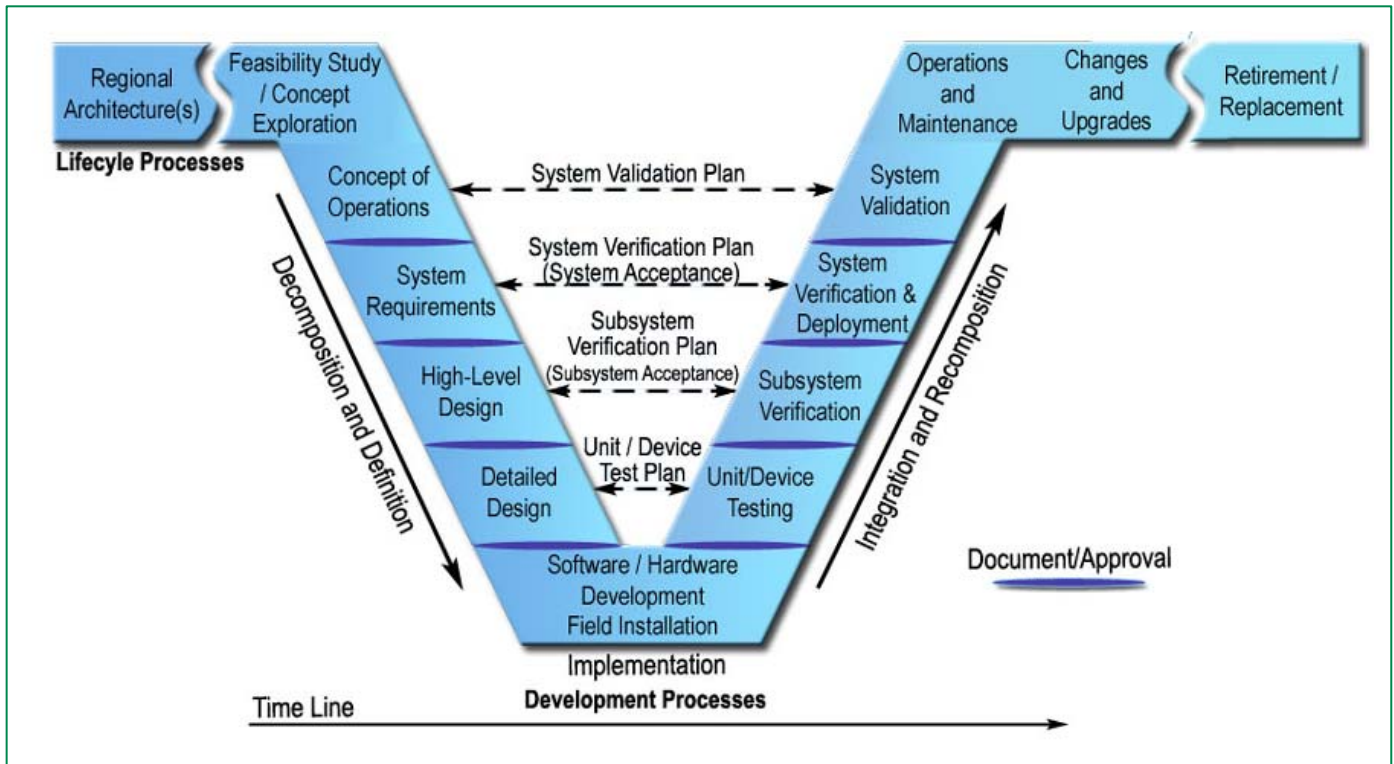 Regional
Architecture(s)
Feasibility Study
/ Concept
Exploration
Operations
and
Maintenance
Changes
and
Upgrades
Retirement /
Replacement
Lifecyle Processes
Concept of
Operations
System Validation Plan
System
Validation
System
Requirements
System Verification Plan
(System Acceptance)
System
Verification &
Deployment
High-Level
Design
Subsystem
Verification Plan
(Subsystem Acceptance)
Subsystem
Verification
Detailed
Design
Unit / Device
Test Plan
Unit/Device
Testing
Decomposition and Definition
Integration and Recomposition
Software / Hardware
Development
Field Installation
Document/Approval
Implementation
Development Processes
Time Line